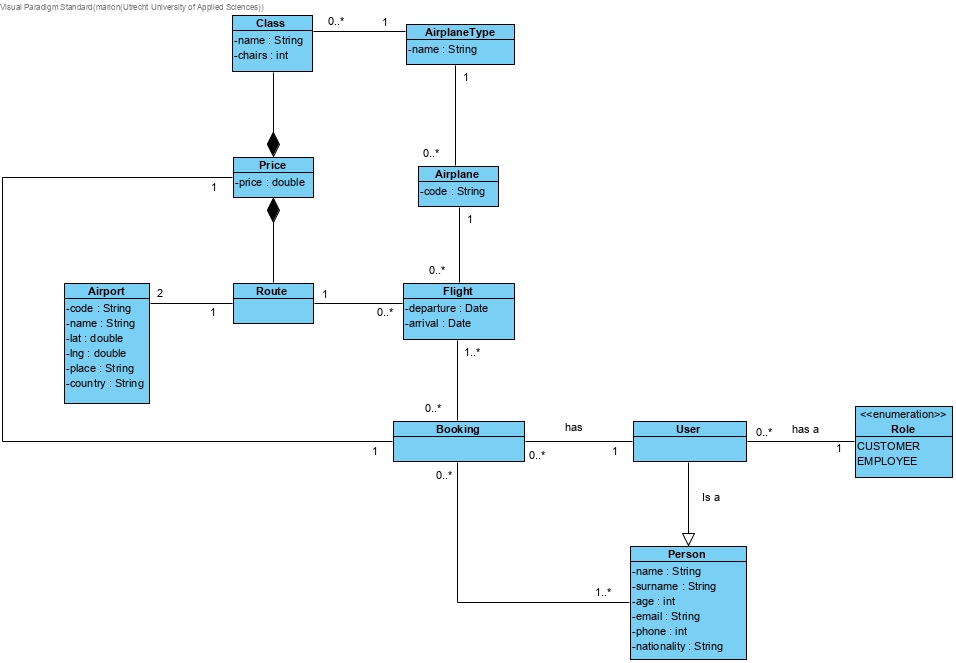 Visual Paradigm Standard(marion(Utrecht University of Applied Sciences))
Class
-name : String
-chairs : int
0..*
1
AirplaneType
-name : String
1
0..*
Airplane
-code : String
1
0..*
Price
-price : double
1
Airport
-code : String
-name : String
-lat : double
-lng : double
-place : String
-country : String
2
1
Route
1
0..*
Flight
-departure : Date
-arrival : Date
1..*
0..*
Booking
1
has
0..*
1
User
0..*
has a
1
<<enumeration>>
Role
CUSTOMER
EMPLOYEE
0..*
Is a
1..*
Person
-name : String
-surname : String
-age : int
-email : String
-phone : int
-nationality : String